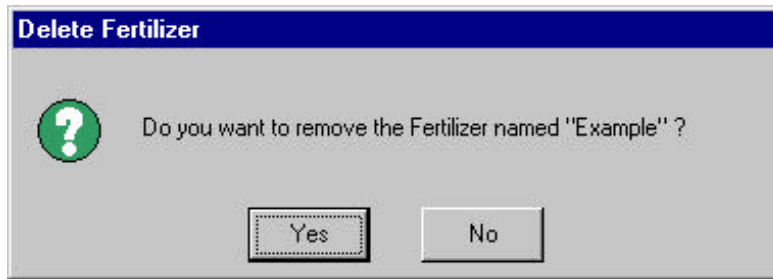 Delete Fertilizer
Do you want to remove the Fertilizer named "Example" ?
Yes No